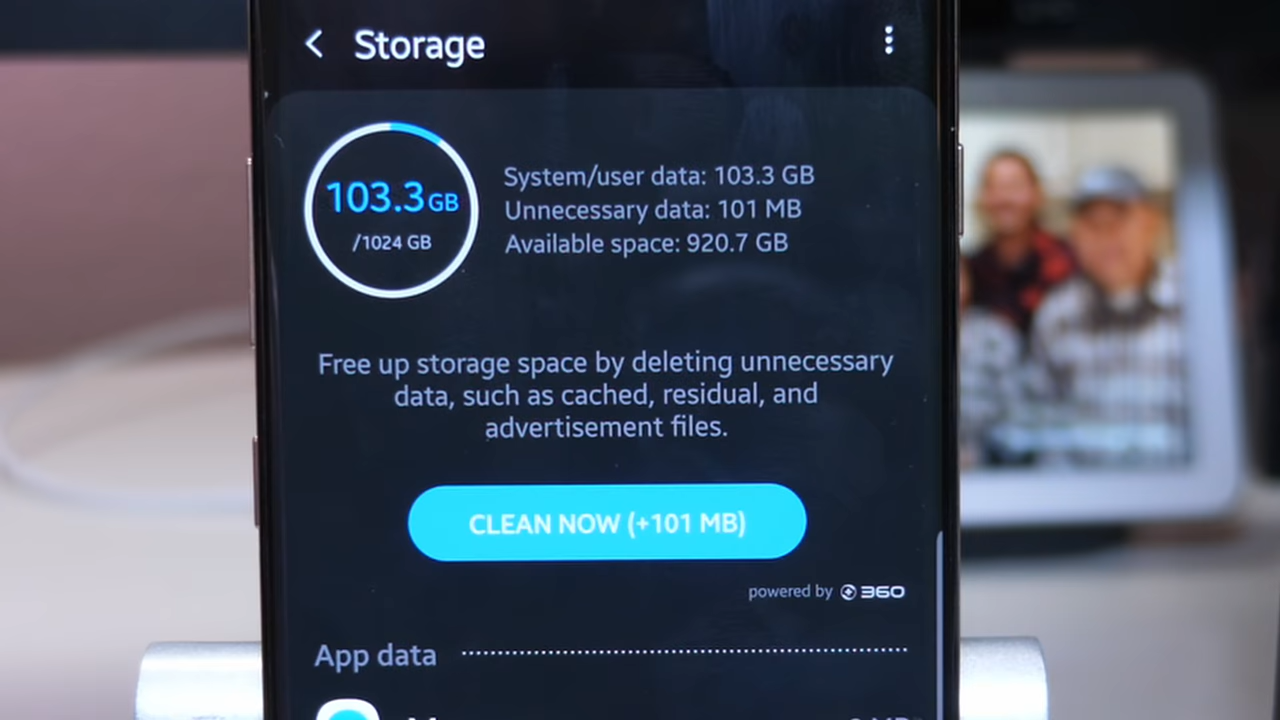 Storage
103.3 GB
/1024 GB
System/user data: 103.3 GB
Unnecessary data: 101 MB
Available space: 920.7 GB
Free up storage space by deleting unnecessary
data, such as cached, residual, and
advertisement files.
CLEAN NOW (+101 MB)
powered by 360
App data